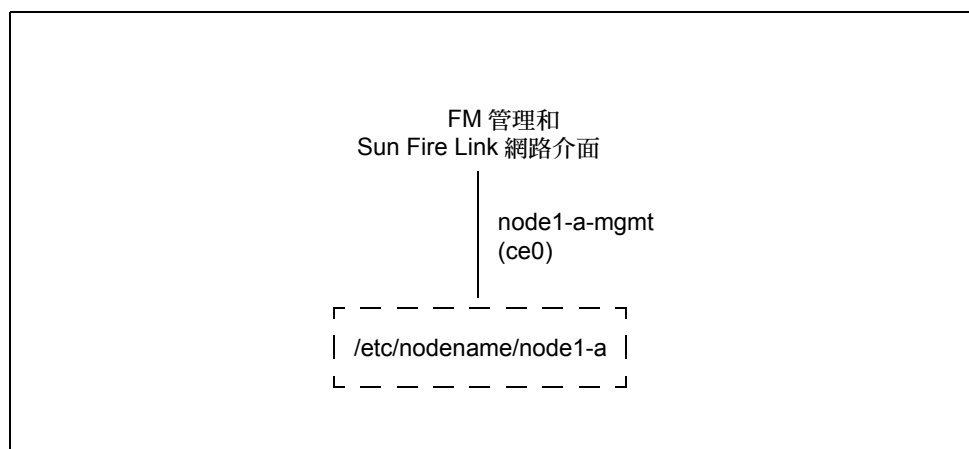 FM 管理和
Sun Fire Link 網路介面
node1-a-mgmt
(ce0)
/etc/nodename/node1-a